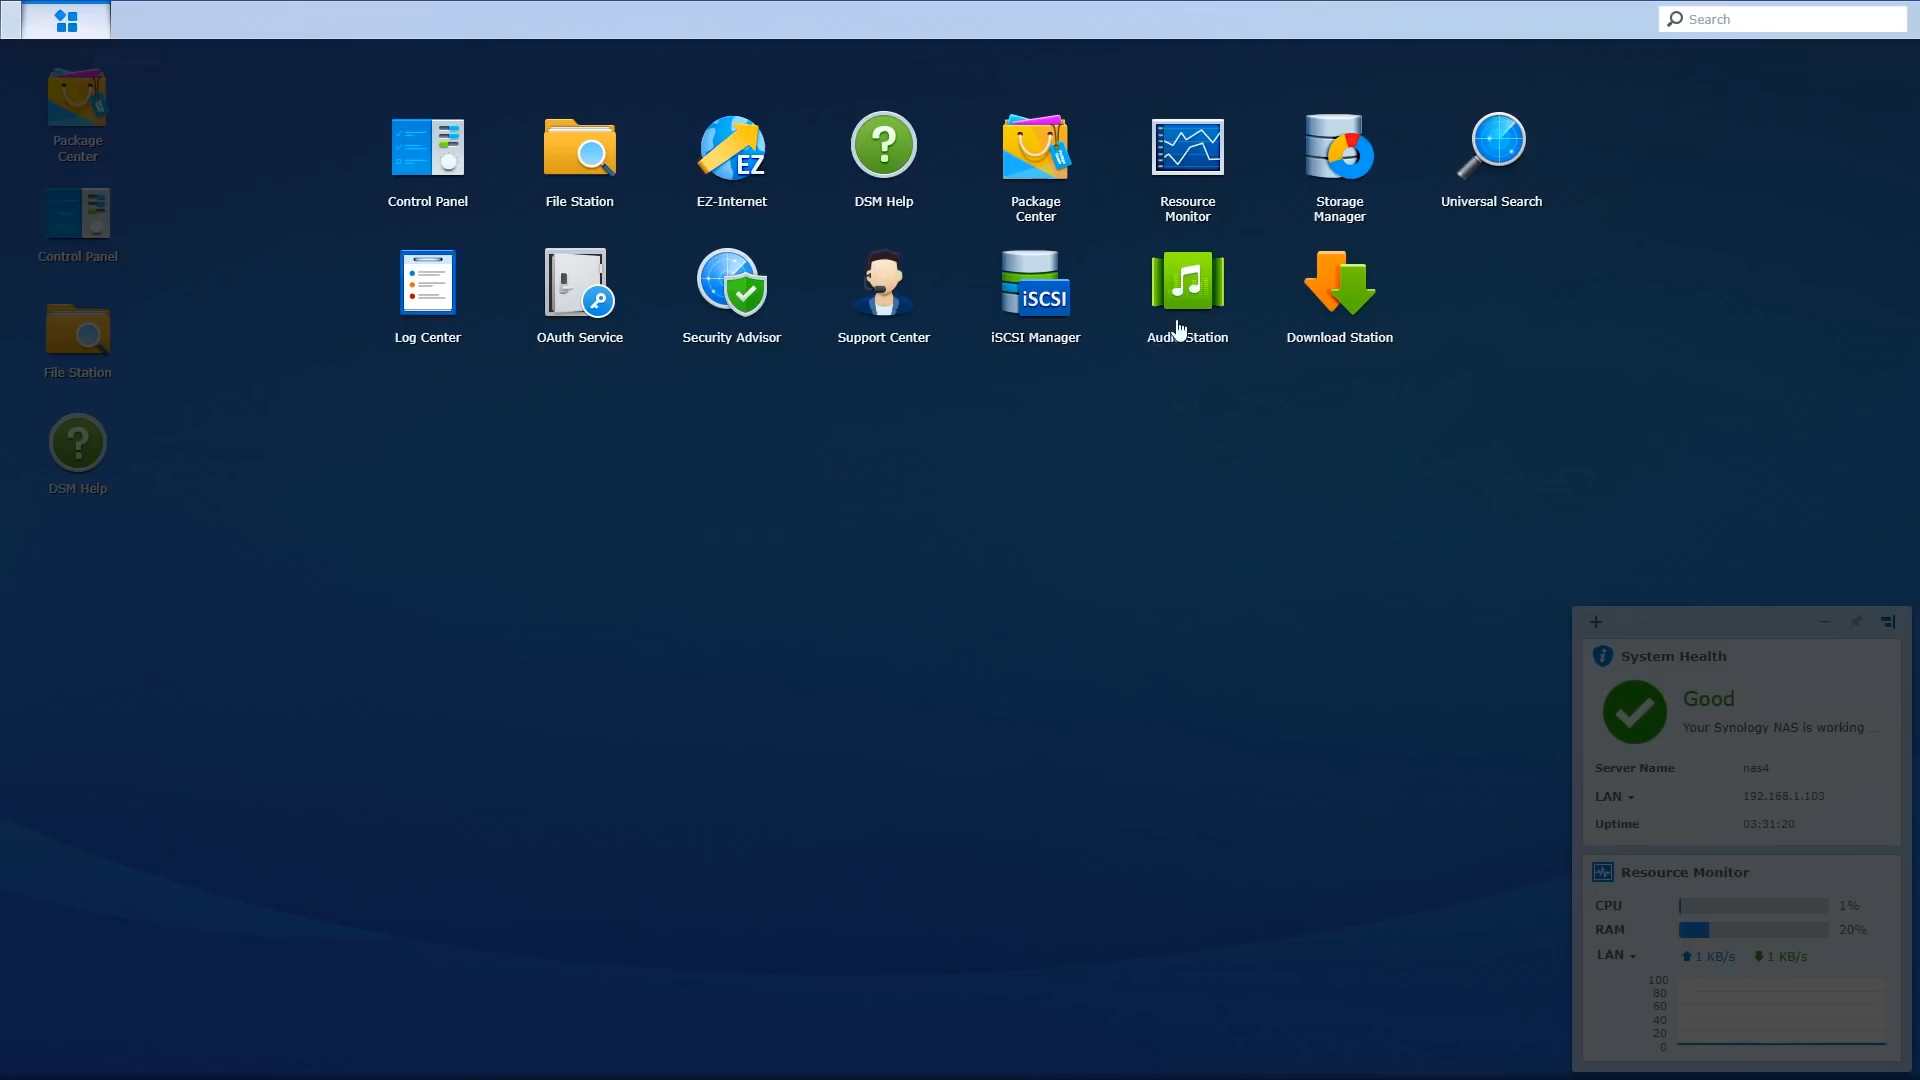 Search
Package
Center
Control Panel
File Station
DSM Help
Control Panel
File Station
EZ
EZ-Internet
DSM Help
Package
Center
Resource
Monitor
Storage
Manager
Universal Search
Log Center
OAuth Service
Security Advisor
Support Center
iSCSI
iSCSI Manager
Audio Station
Download Station
System Health
Good
Your Synology NAS is working ...
Server Name nas4
LAN 192.168.1.103
Uptime 03:31:20
Resource Monitor
CPU 1%
RAM 20%
LAN 1 KB/s 1 KB/s
100
80
60
40
20
0